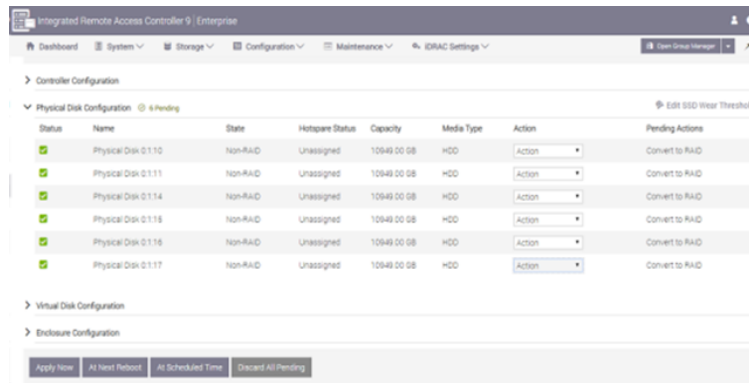 Integrated Remote Access Controller 9 | Enterprise
Dashboard System Storage Configuration Maintenance iDRAC Settings Open Group Manager
Controller Configuration
Physical Disk Configuration 6 Pending Edit SSD Wear Threshol
Status Name State Hotspare Status Capacity Media Type Action Pending Actions
Physical Disk 0:1:10 Non-RAID Unassigned 10949.00 GB HDD Action Convert to RAID
Physical Disk 0:1:11 Non-RAID Unassigned 10949.00 GB HDD Action Convert to RAID
Physical Disk 0:1:14 Non-RAID Unassigned 10949.00 GB HDD Action Convert to RAID
Physical Disk 0:1:15 Non-RAID Unassigned 10949.00 GB HDD Action Convert to RAID
Physical Disk 0:1:16 Non-RAID Unassigned 10949.00 GB HDD Action Convert to RAID
Physical Disk 0:1:17 Non-RAID Unassigned 10949.00 GB HDD Action Convert to RAID
Virtual Disk Configuration
Enclosure Configuration
Apply Now At Next Reboot At Scheduled Time Discard All Pending